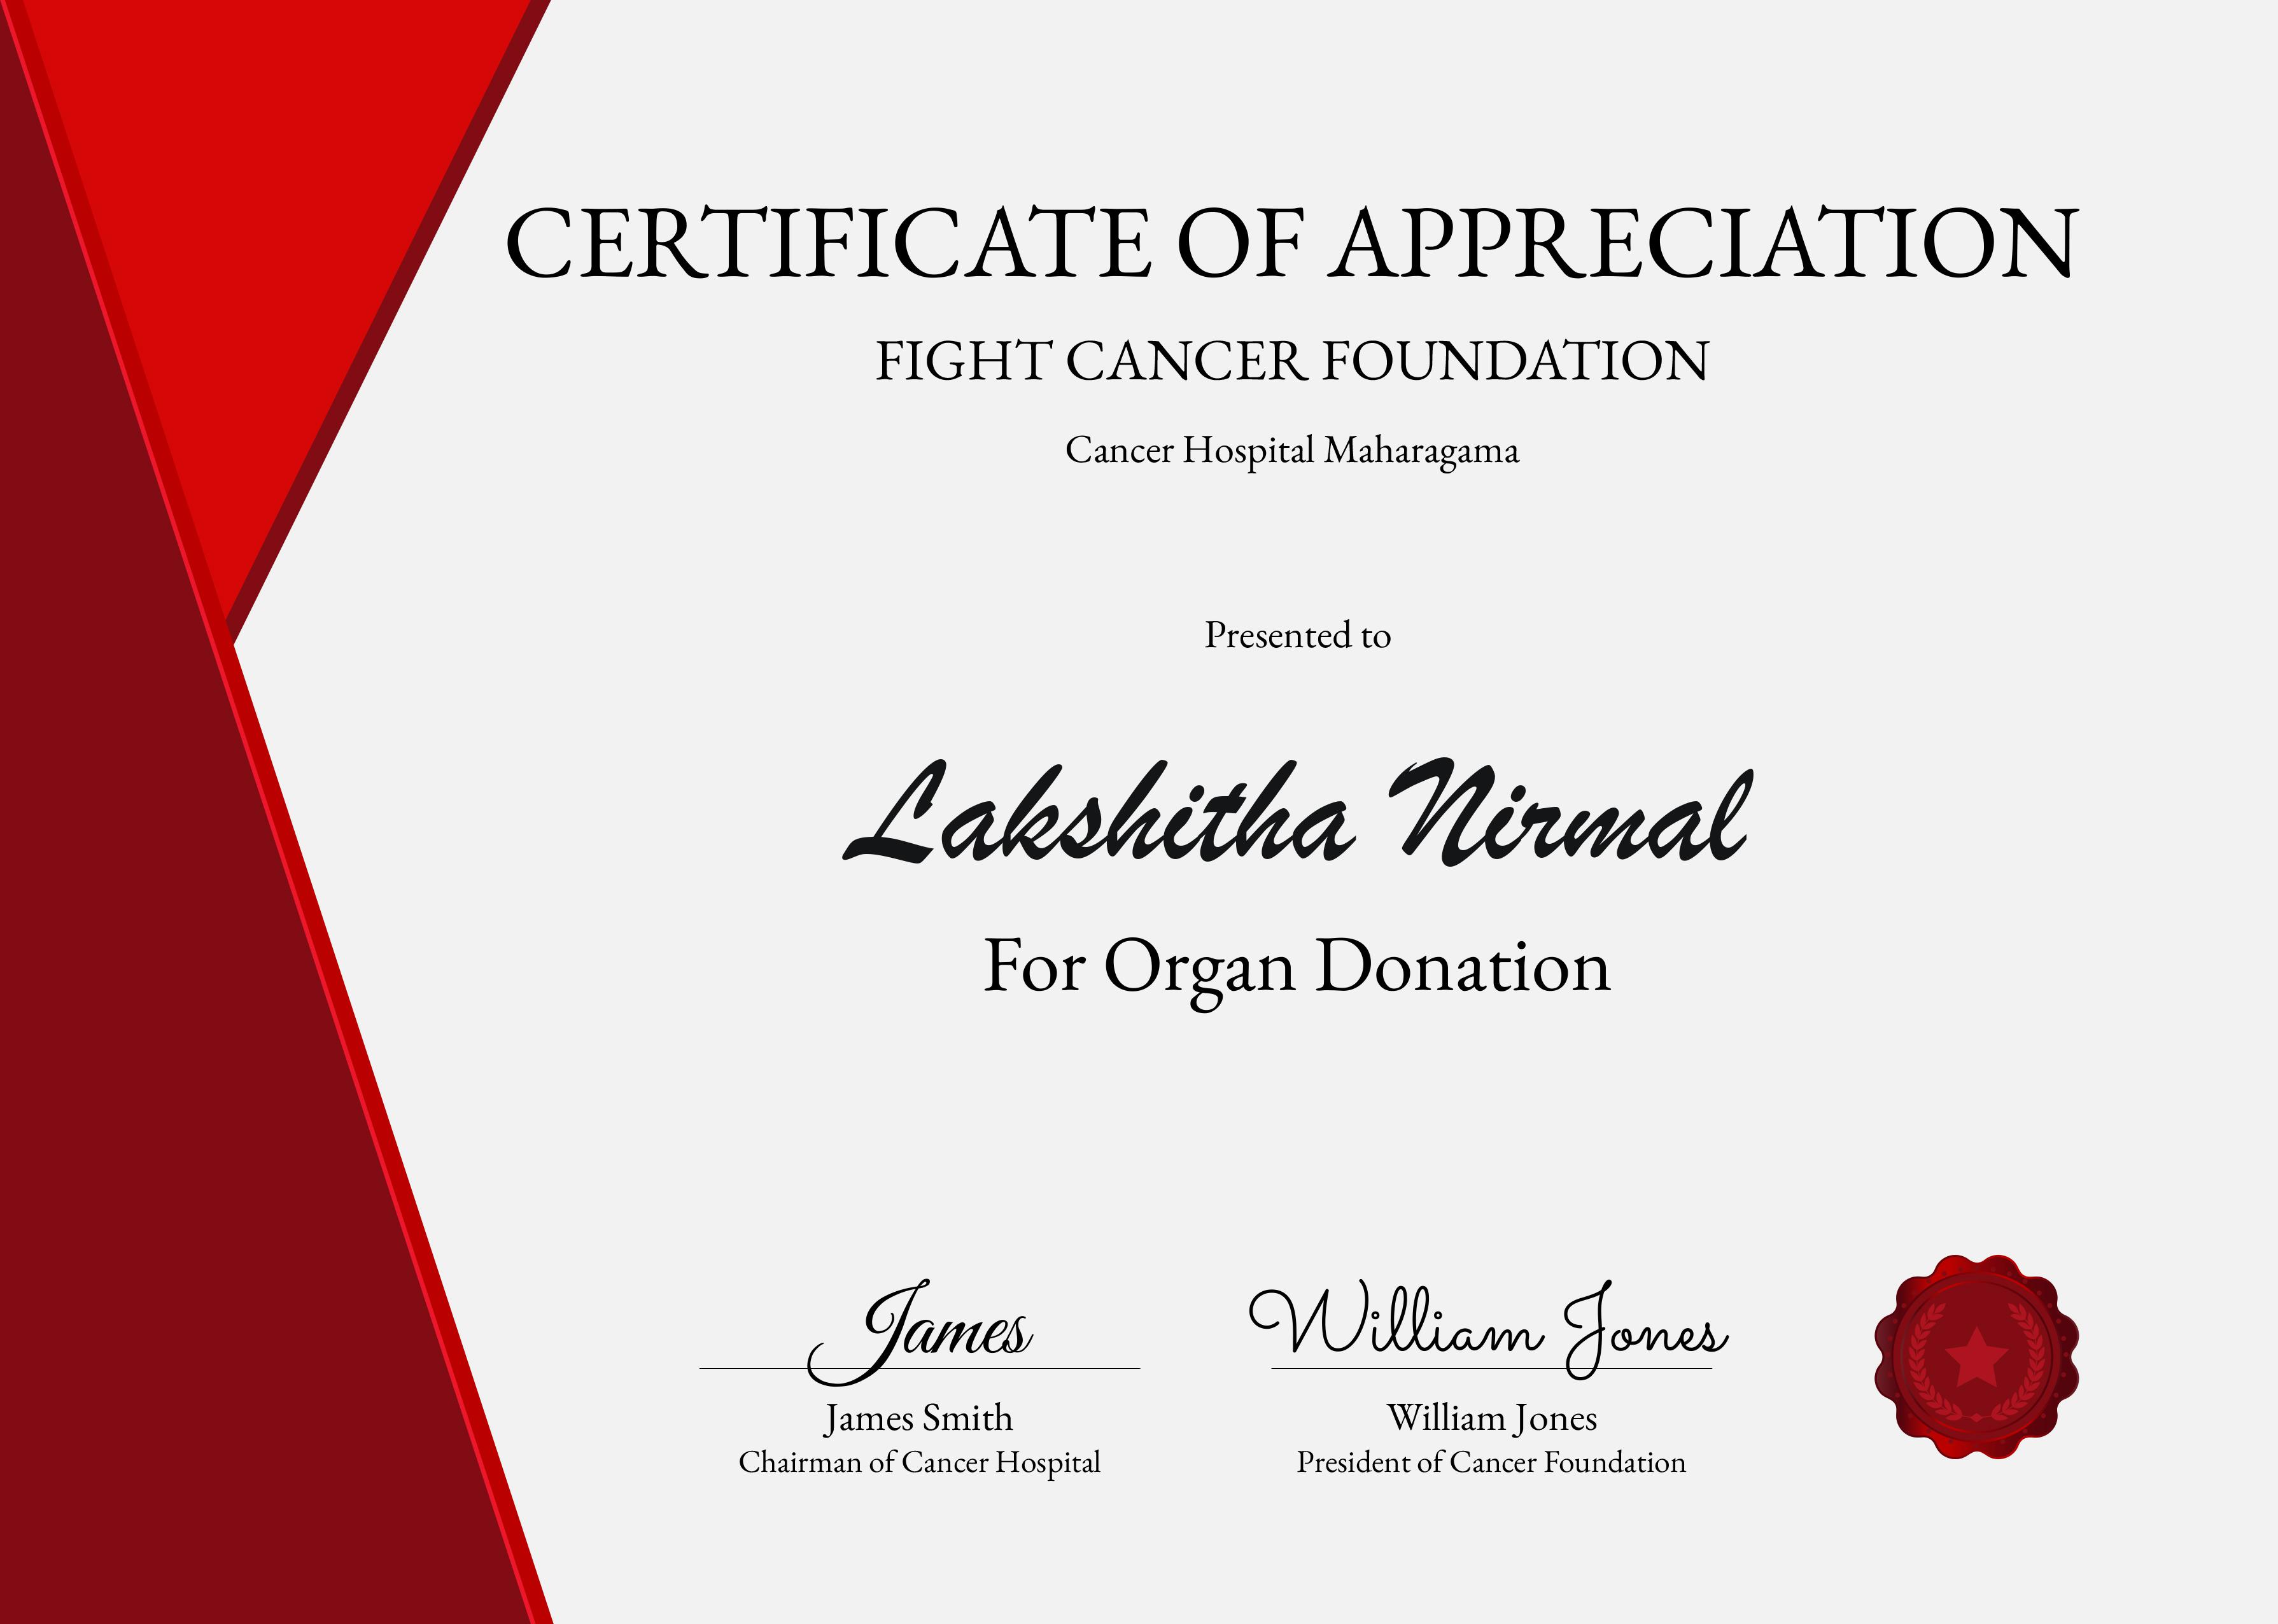 CERTIFICATE OF APPRECIATION
FIGHT CANCER FOUNDATION
Cancer Hospital Maharagama
Presented to
Lakshitha Nirmal
For Organ Donation
James
William Jones
James Smith
William Jones
Chairman of Cancer Hospital
President of Cancer Foundation